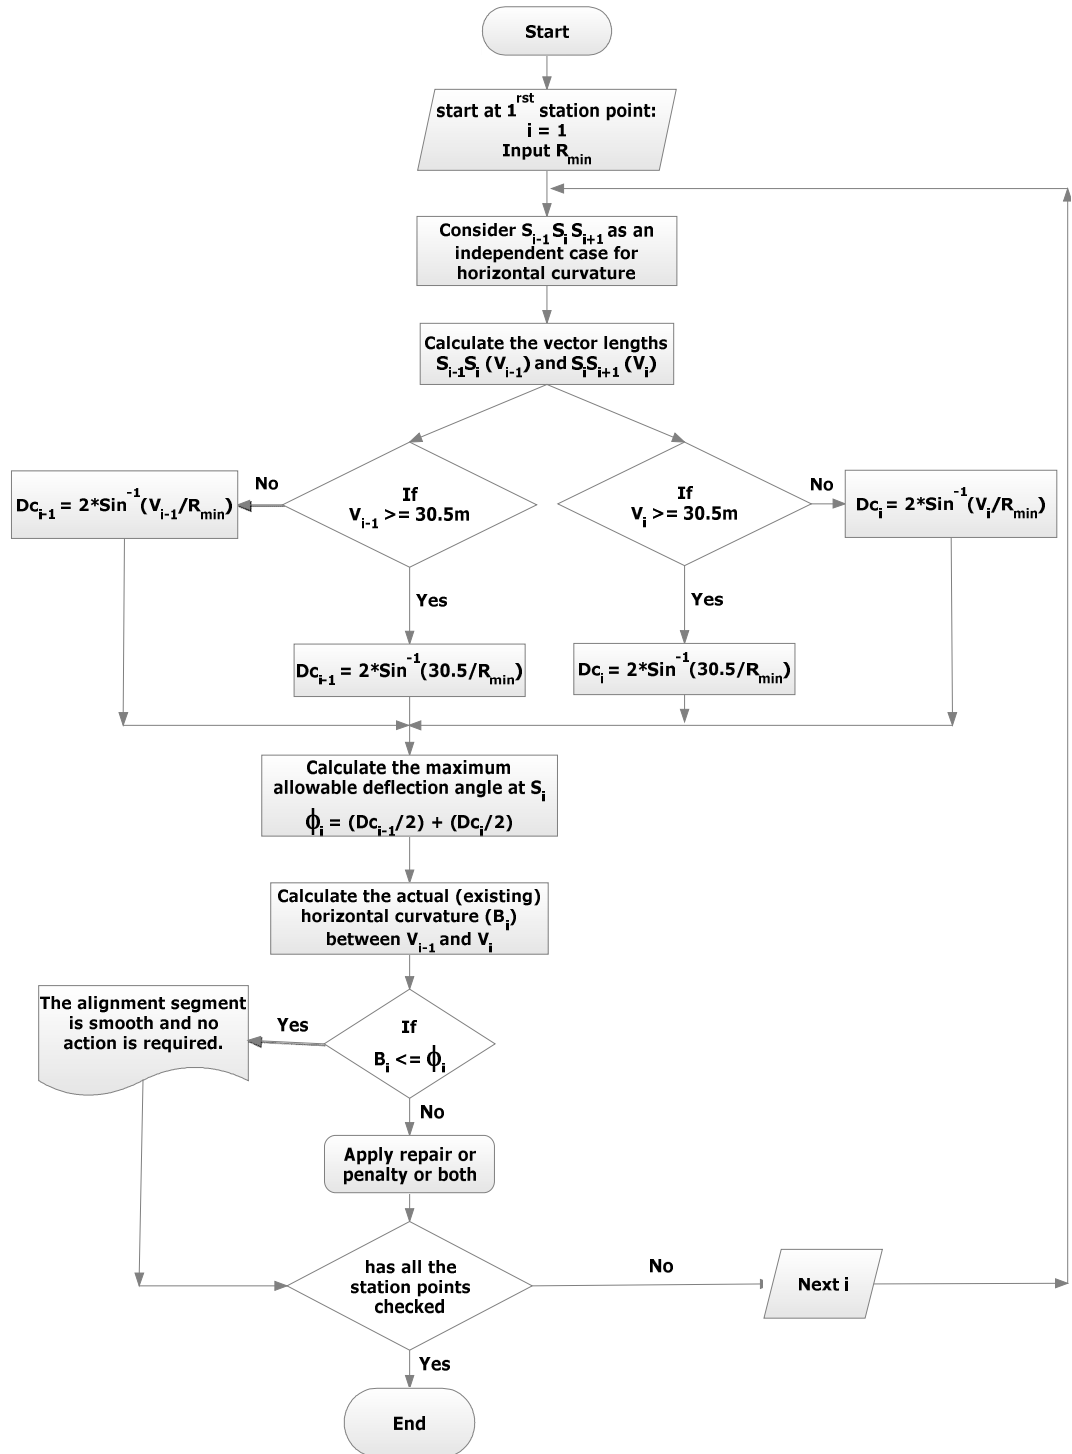 Start
start at 1rst station point:
i = 1
Input Rmin
Consider Si-1 Si Si+1 as an
independent case for
horizontal curvature
Calculate the vector lengths
Si-1Si (Vi-1) and SiSi+1 (Vi)
No
Dci-1 = 2*Sin-1(Vi-1/Rmin)
If
Vi-1 >= 30.5m
If
Vi >= 30.5m
No
Dci = 2*Sin-1(Vi/Rmin)
Yes
Yes
Dci-1 = 2*Sin-1(30.5/Rmin)
Dci = 2*Sin-1(30.5/Rmin)
Calculate the maximum
allowable deflection angle at Si
ϕi = (Dci-1/2) + (Dci/2)
Calculate the actual (existing)
horizontal curvature (Bi)
between Vi-1 and Vi
The alignment segment
is smooth and no
action is required.
Yes
If
Bi <= ϕi
No
Apply repair or
penalty or both
has all the
station points
checked
No
Next i
Yes
End